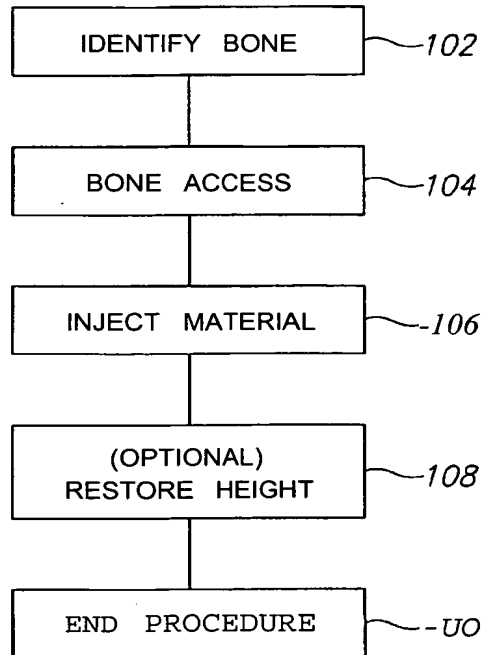 IDENTIFY BONE 102
BONE ACCESS 104
INJECT MATERIAL -106
(OPTIONAL)
RESTORE HEIGHT 108
END PROCEDURE -UO